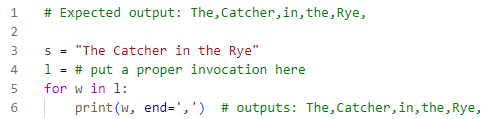 1 # Expected output: The,Catcher,in,the,Rye,
2
3 s = "The Catcher in the Rye"
4 l = # put a proper invocation here
5 for w in l:
6     print(w, end=',')  # outputs: The,Catcher,in,the,Rye,